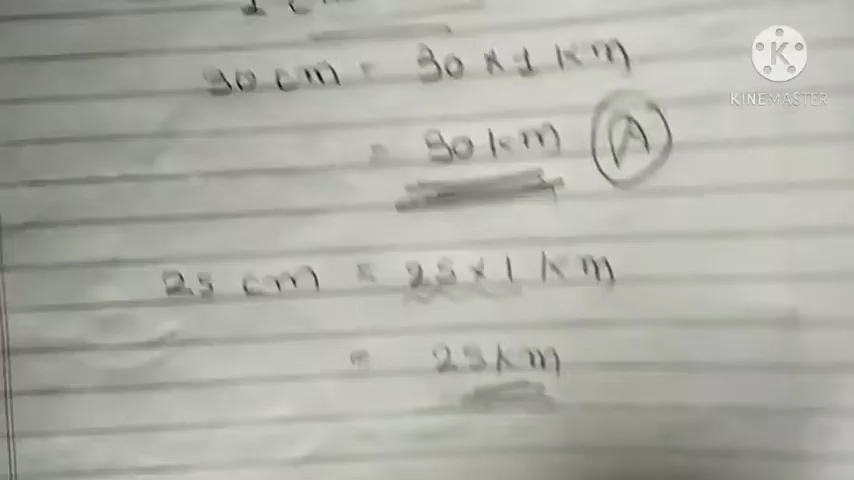 30 cm = 30 × 1 km
= 30 km (A)
25 cm = 25 × 1 km
= 25 km
K
KINEMASTER